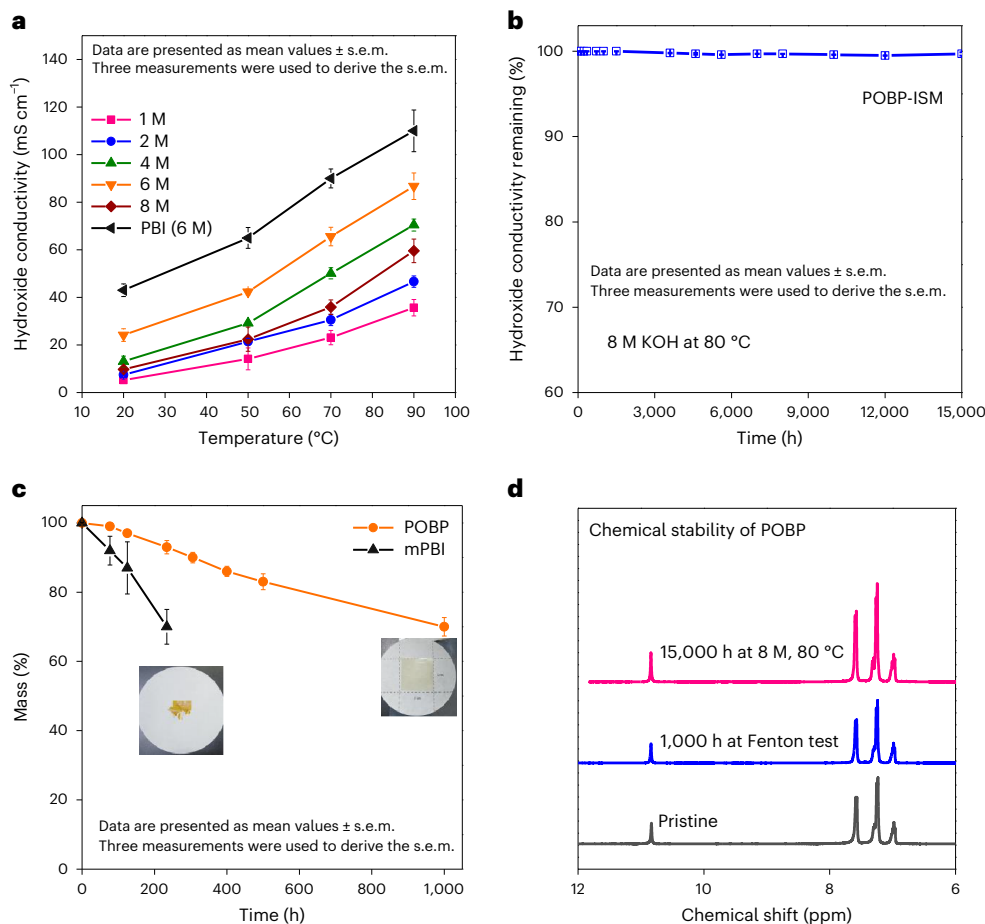 a
Data are presented as mean values ± s.e.m.
Three measurements were used to derive the s.e.m.
1 M
2 M
4 M
6 M
8 M
PBI (6 M)
Hydroxide conductivity (mS cm⁻¹)
140
120
100
80
60
40
20
0
10 20 30 40 50 60 70 80 90 100
Temperature (°C)
b
POBP-ISM
Data are presented as mean values ± s.e.m.
Three measurements were used to derive the s.e.m.
8 M KOH at 80 °C
Hydroxide conductivity remaining (%)
100
90
80
70
60
0 3,000 6,000 9,000 12,000 15,000
Time (h)
c
POBP
mPBI
Data are presented as mean values ± s.e.m.
Three measurements were used to derive the s.e.m.
Mass (%)
100
80
60
40
20
0
0 200 400 600 800 1,000
Time (h)
d
Chemical stability of POBP
15,000 h at 8 M, 80 °C
1,000 h at Fenton test
Pristine
12 10 8 6
Chemical shift (ppm)